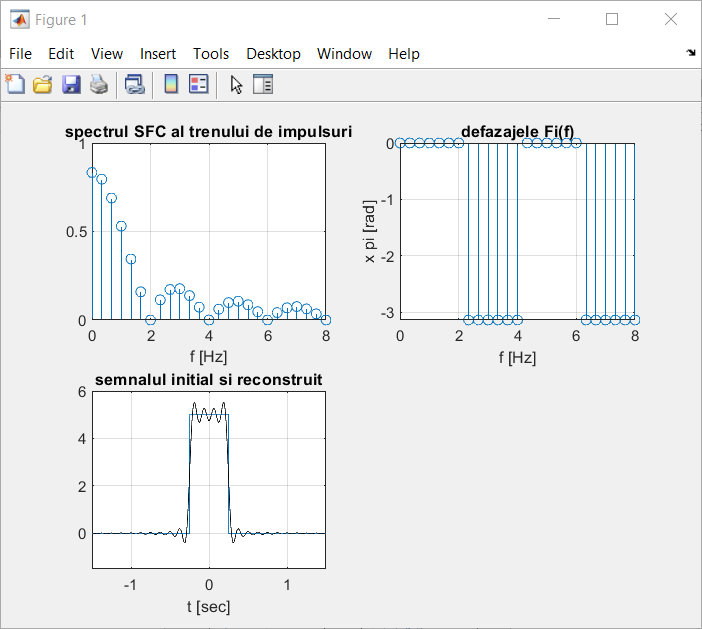 Figure 1
File Edit View Insert Tools Desktop Window Help
spectrul SFC al trenului de impulsuri
1
0.5
0
0 2 4 6 8
f [Hz]
defazajele Fi(f)
0
-1
-2
-3
x pi [rad]
0 2 4 6 8
f [Hz]
semnalul initial si reconstruit
6
4
2
0
-1 0 1
t [sec]